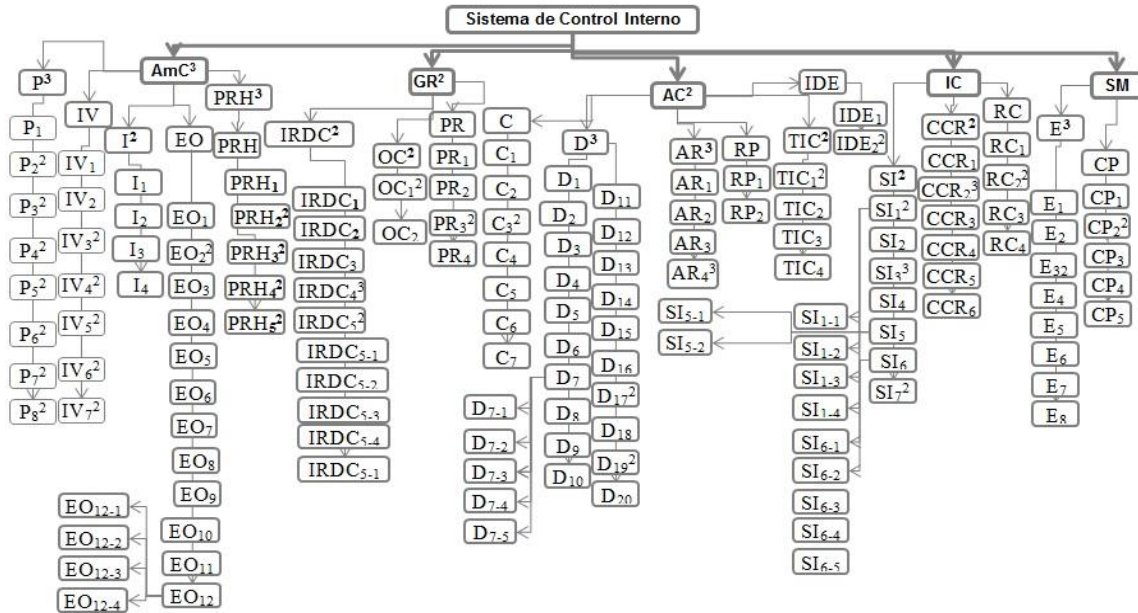 Sistema de Control Interno
P³
AmC³
PRH³
GR²
AC²
IDE
IC
SM
P₁
P₂²
P₃²
P₄²
P₅²
P₆²
P₇²
P₈²
IV
IV₁
IV₂
IV₃²
IV₄²
IV₅²
IV₆²
IV₇²
I²
I₁
I₂
I₃
I₄
EO
EO₁
EO₂²
EO₃
EO₄
EO₅
EO₆
EO₇
EO₈
EO₉
EO₁₀
EO₁₁
EO₁₂
EO₁₂₋₁
EO₁₂₋₂
EO₁₂₋₃
EO₁₂₋₄
PRH
PRH₁
PRH₂²
PRH₃²
PRH₄²
PRH₅²
IRDC²
IRDC₁
IRDC₂
IRDC₃
IRDC₄³
IRDC₅²
IRDC₅₋₁
IRDC₅₋₂
IRDC₅₋₃
IRDC₅₋₄
IRDC₅₋₁
OC²
OC₁²
OC₂
PR
PR₁
PR₂
PR₃²
PR₄
C
C₁
C₂
C₃²
C₄
C₅
C₆
C₇
D³
D₁
D₂
D₃
D₄
D₅
D₆
D₇
D₈
D₉
D₁₀
D₇₋₁
D₇₋₂
D₇₋₃
D₇₋₄
D₇₋₅
D₁₁
D₁₂
D₁₃
D₁₄
D₁₅
D₁₆
D₁₇²
D₁₈
D₁₉²
D₂₀
AR³
AR₁
AR₂
AR₃
AR₄³
RP
RP₁
RP₂
TIC²
TIC₁²
TIC₂
TIC₃
TIC₄
IDE₁
IDE₂²
SI²
SI₁²
SI₂
SI₃³
SI₄
SI₅
SI₆
SI₇²
SI₅₋₁
SI₅₋₂
SI₁₋₁
SI₁₋₂
SI₁₋₃
SI₁₋₄
SI₆₋₁
SI₆₋₂
SI₆₋₃
SI₆₋₄
SI₆₋₅
CCR²
CCR₁
CCR₂³
CCR₃
CCR₄
CCR₅
CCR₆
RC
RC₁
RC₂²
RC₃
RC₄
E³
E₁
E₂
E₃₂
E₄
E₅
E₆
E₇
E₈
CP
CP₁
CP₂²
CP₃
CP₄
CP₅